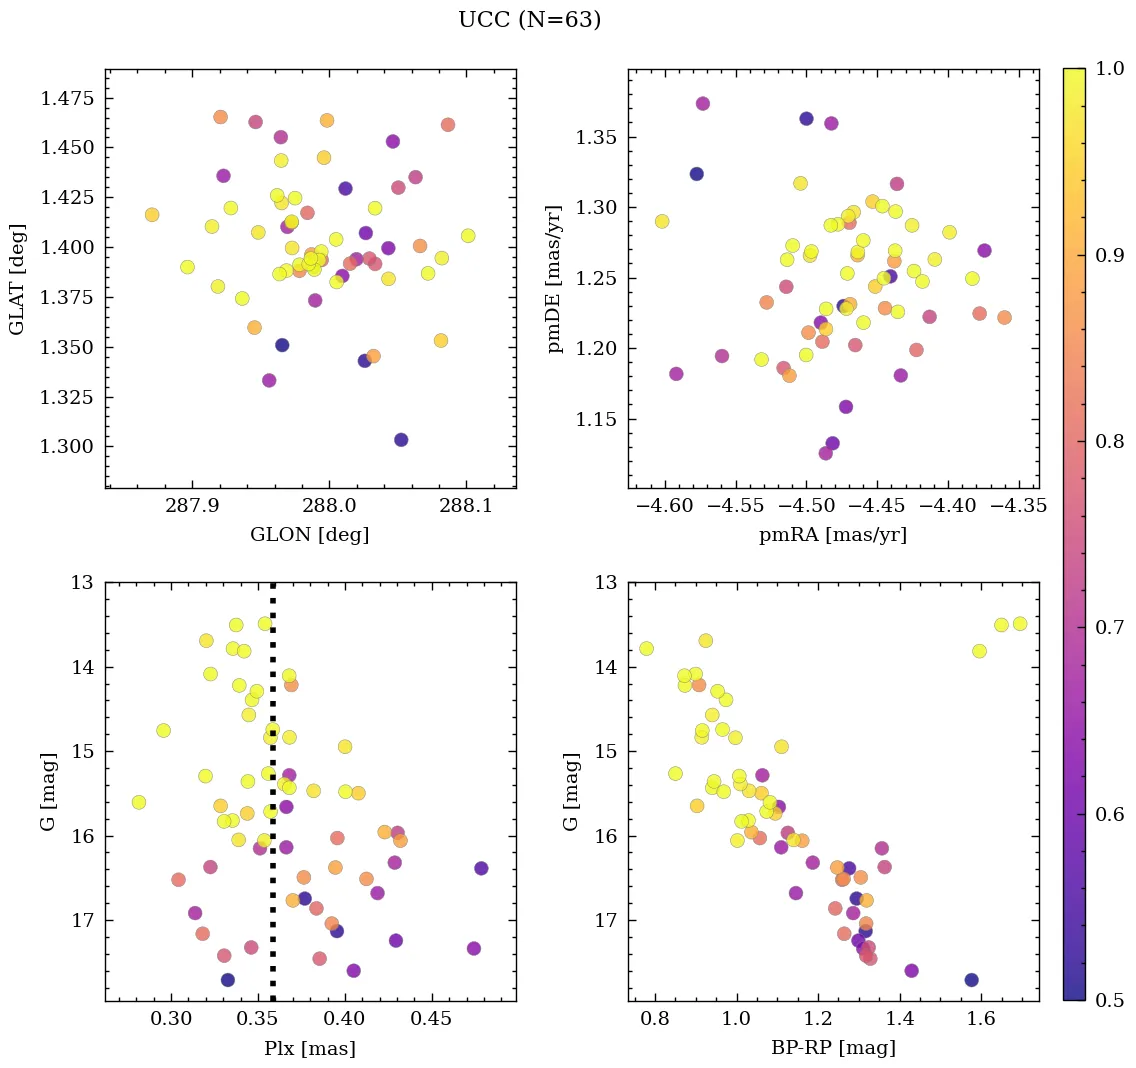 UCC (N=63)
1.475
1.450
1.425
1.400
1.375
1.350
1.325
1.300
GLAT [deg]
287.9 288.0 288.1
GLON [deg]
1.35
1.30
1.25
1.20
1.15
pmDE [mas/yr]
−4.60 −4.55 −4.50 −4.45 −4.40 −4.35
pmRA [mas/yr]
13
14
15
16
17
G [mag]
0.30 0.35 0.40 0.45
Plx [mas]
13
14
15
16
17
G [mag]
0.8 1.0 1.2 1.4 1.6
BP-RP [mag]
1.0
0.9
0.8
0.7
0.6
0.5